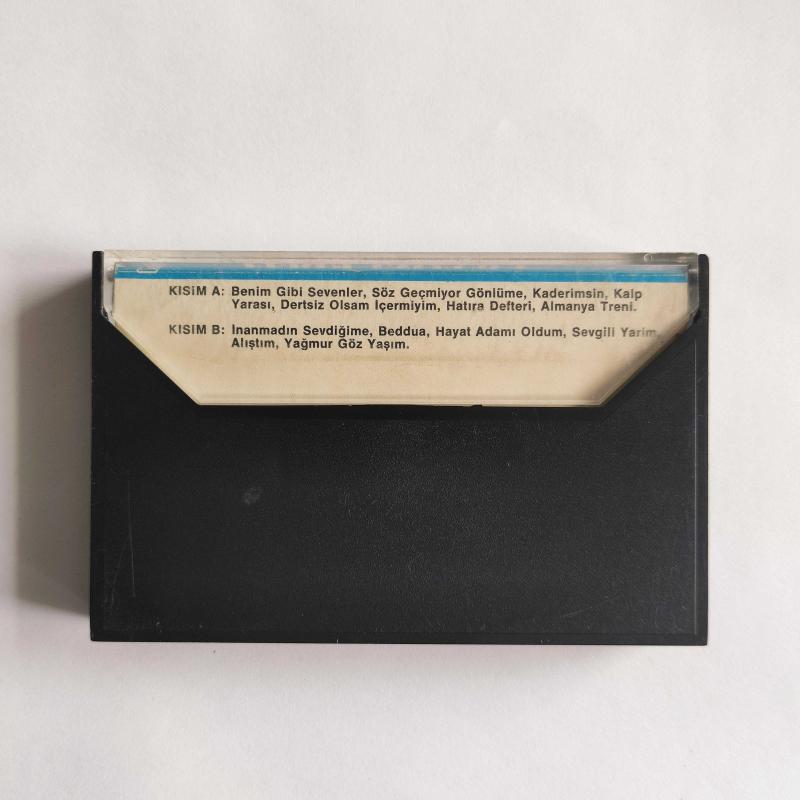 KISiM A: Benim Gibi Sevenler, Söz Geçmiyor Gönlüme, Kaderimsin, Kalp
Yarası, Dertsiz Olsam İçermiyim, Hatıra Defteri, Almanya Treni.
KISIM B: İnanmadın Sevdiğime, Beddua, Hayat Adamı Oldum, Sevgili Yarim,
Alıştım, Yağmur Göz Yaşım.